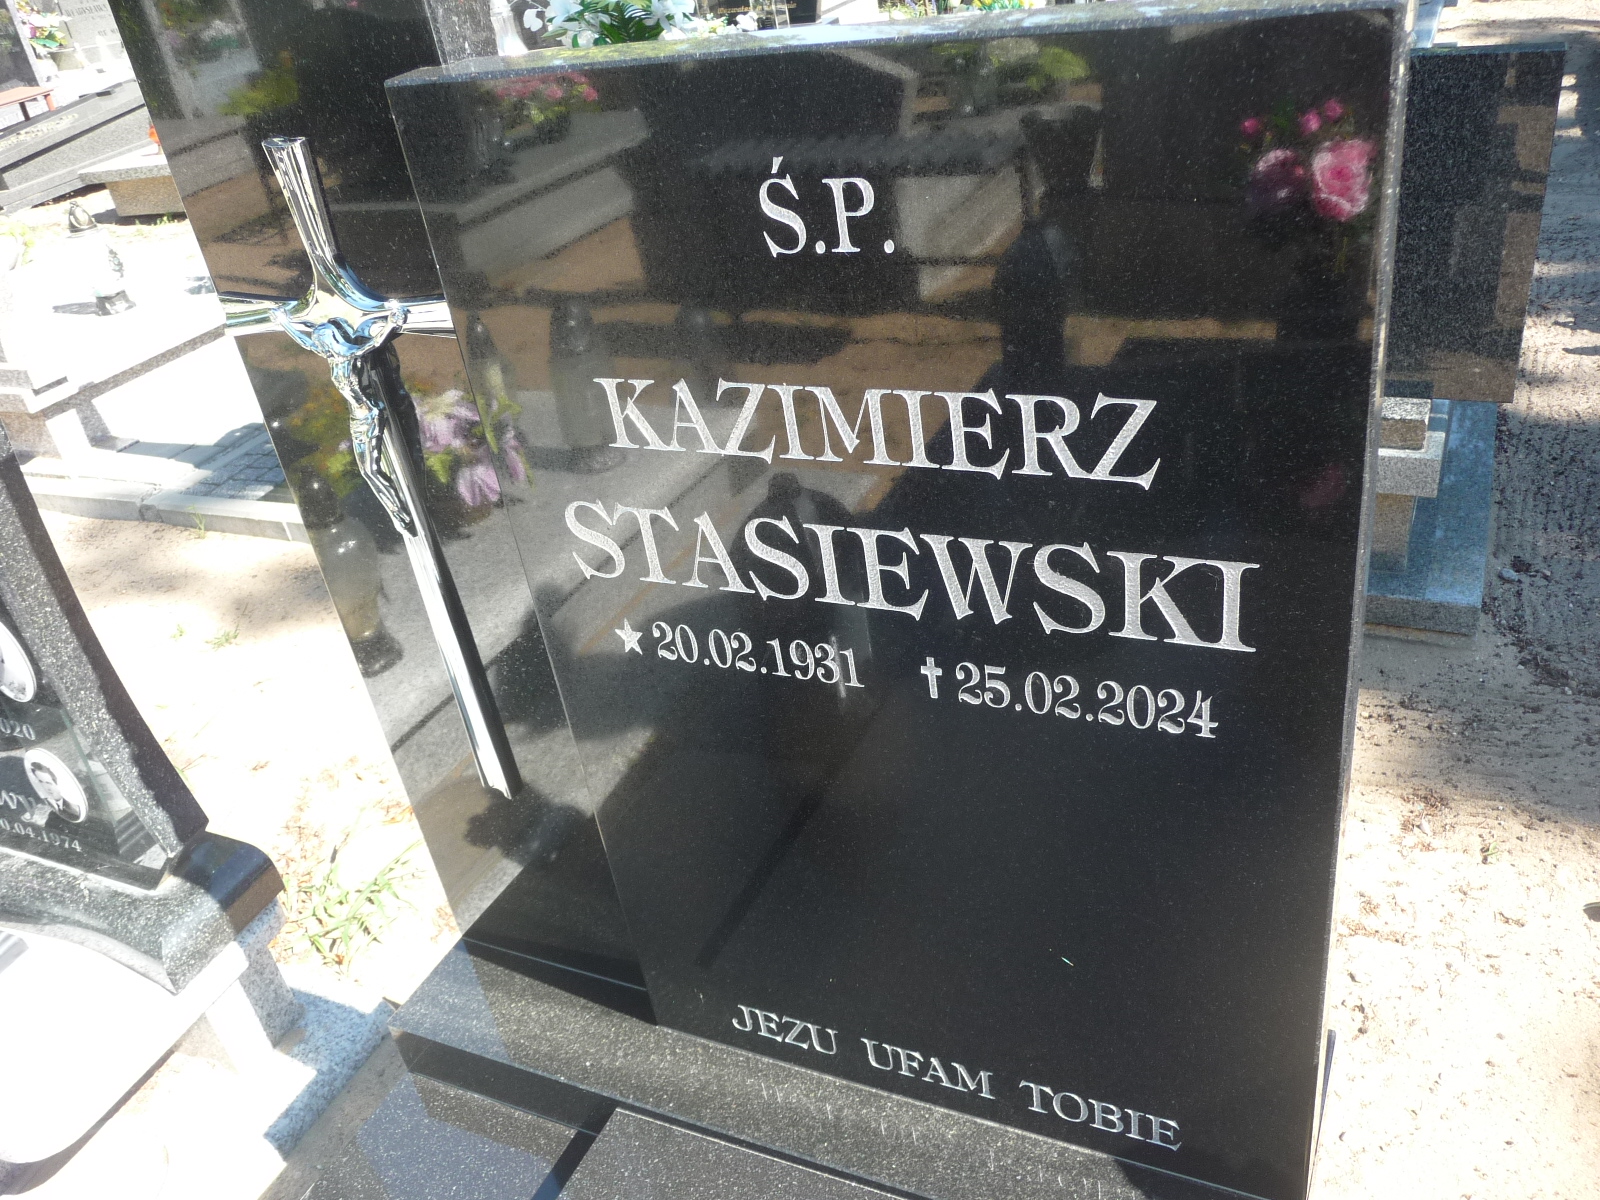 Ś.P.
KAZIMIERZ
STASIEWSKI
★ 20.02.1931 ✝ 25.02.2024
JEZU UFAM TOBIE